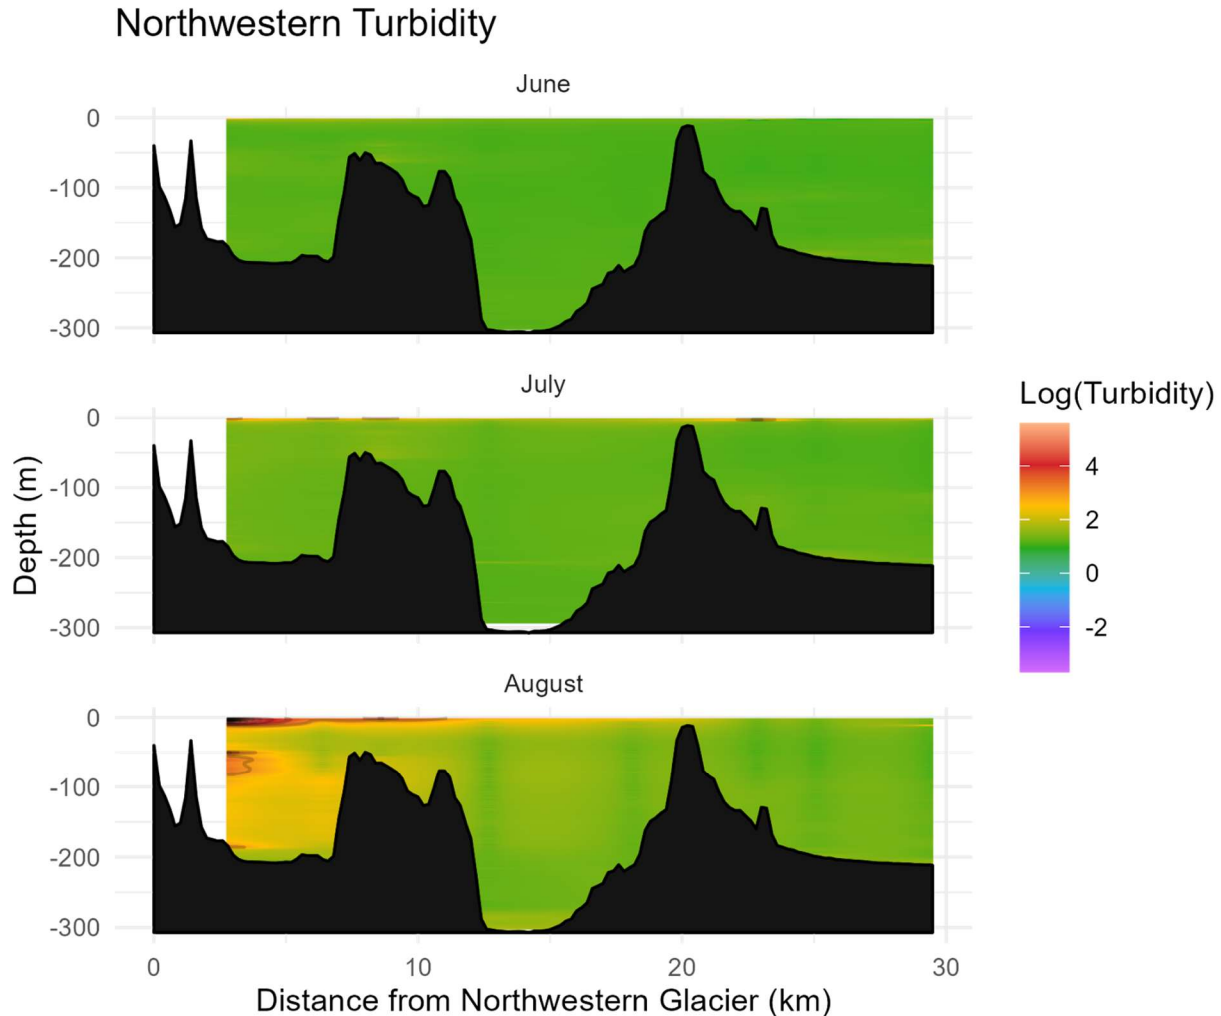 Northwestern Turbidity
June
0
-100
-200
-300
July
0
-100
-200
-300
August
0
-100
-200
-300
0 10 20 30
Distance from Northwestern Glacier (km)
Depth (m)
Log(Turbidity)
4
2
0
-2